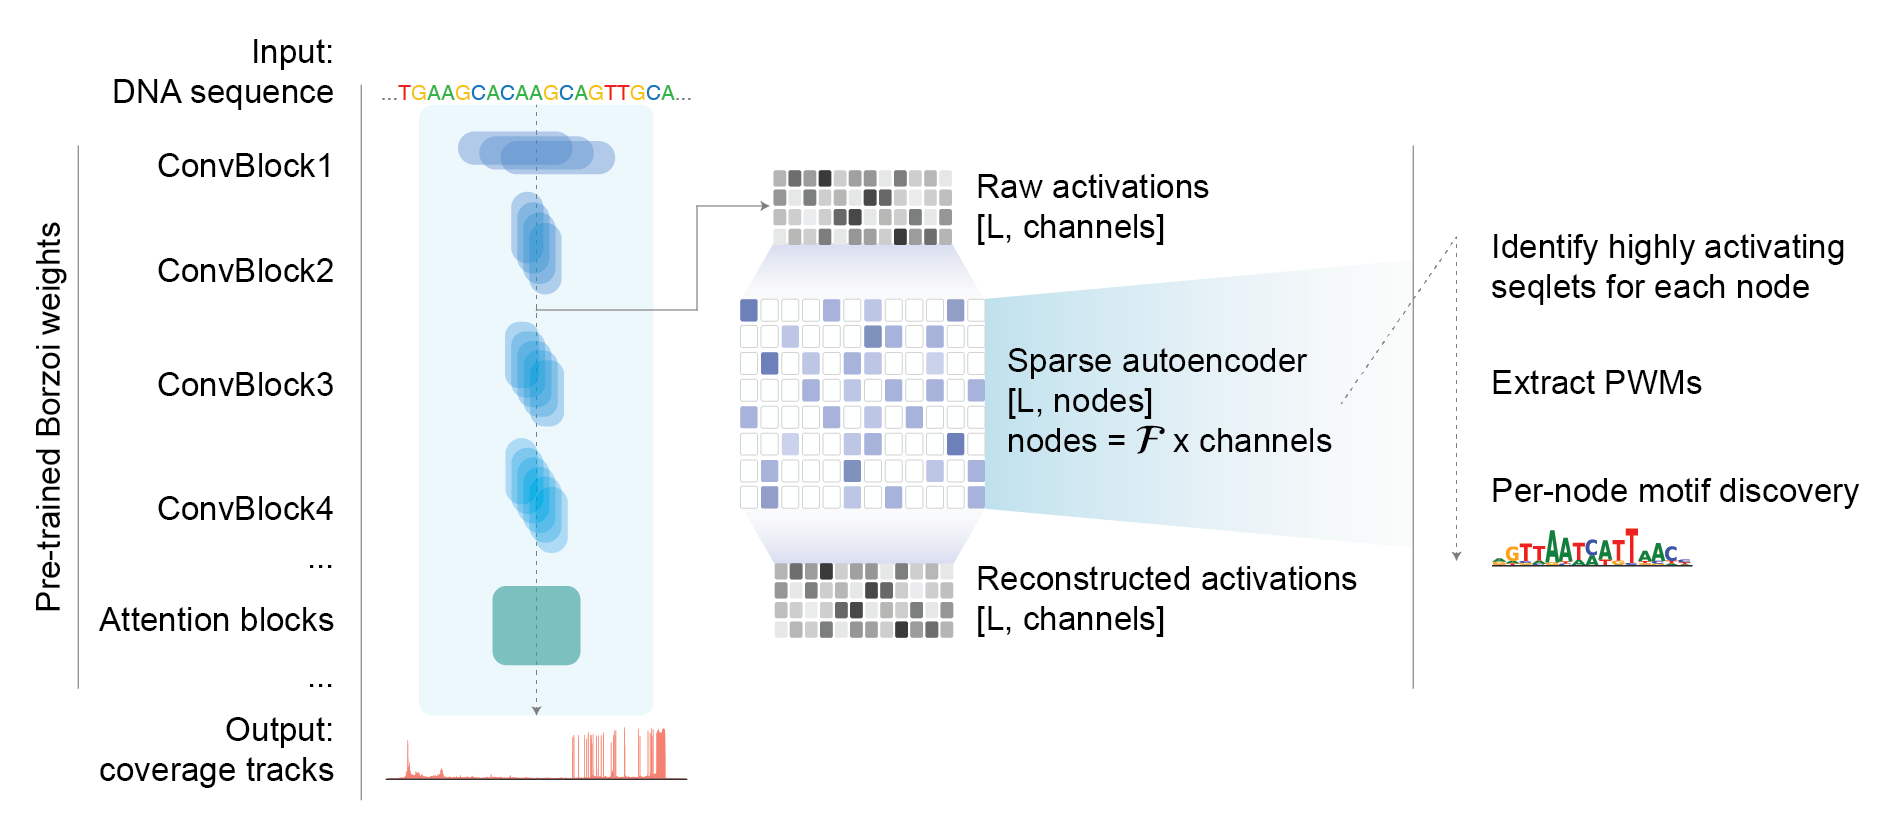 Input:
DNA sequence
...TGAAGCACAAGCAGTTGCA...
Pre-trained Borzoi weights
ConvBlock1
ConvBlock2
ConvBlock3
ConvBlock4
...
Attention blocks
...
Output:
coverage tracks
Raw activations
[L, channels]
Sparse autoencoder
[L, nodes]
nodes = 𝓕 x channels
Reconstructed activations
[L, channels]
Identify highly activating
seqlets for each node
Extract PWMs
Per-node motif discovery
GTTAATCATTAAC